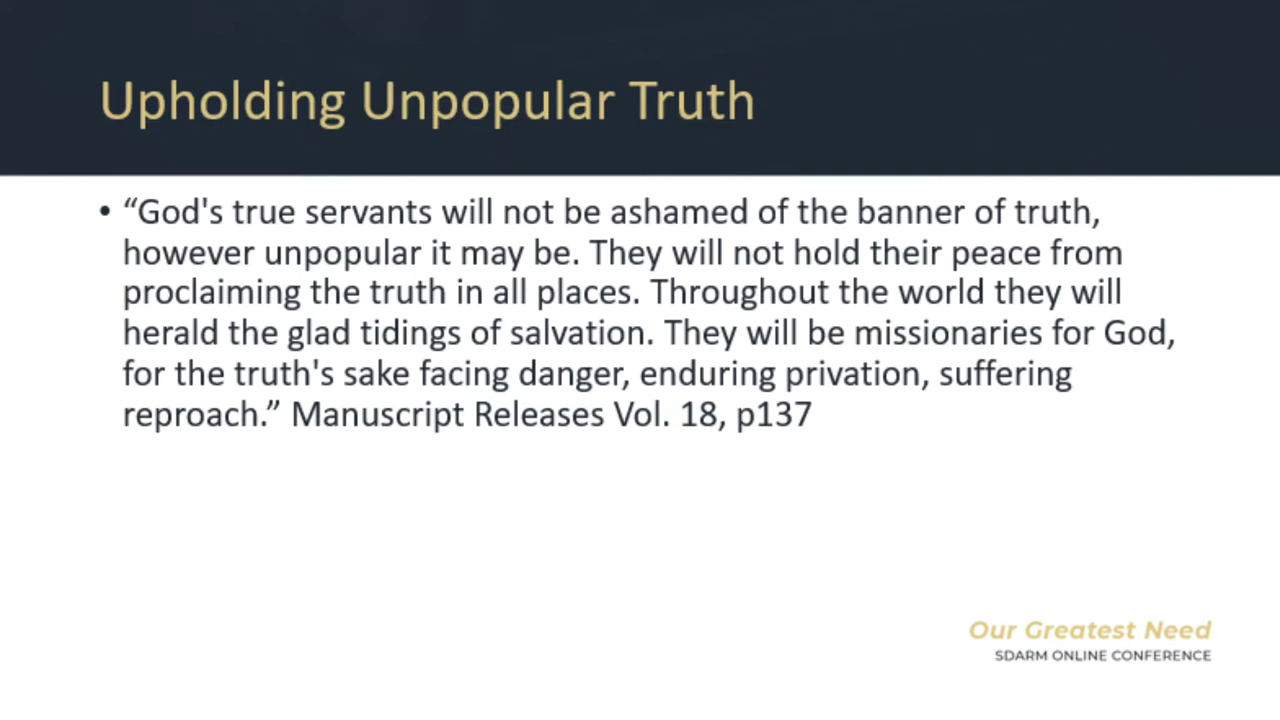 Upholding Unpopular Truth
• “God's true servants will not be ashamed of the banner of truth,
however unpopular it may be. They will not hold their peace from
proclaiming the truth in all places. Throughout the world they will
herald the glad tidings of salvation. They will be missionaries for God,
for the truth's sake facing danger, enduring privation, suffering
reproach.” Manuscript Releases Vol. 18, p137
Our Greatest Need
SDARM ONLINE CONFERENCE